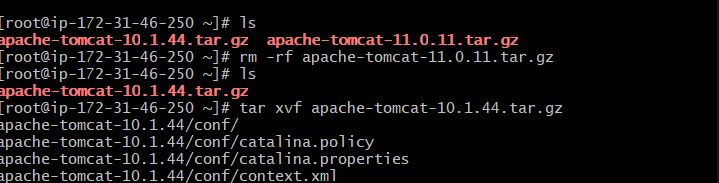 [root@ip-172-31-46-250 ~]# ls
apache-tomcat-10.1.44.tar.gz  apache-tomcat-11.0.11.tar.gz
[root@ip-172-31-46-250 ~]# rm -rf apache-tomcat-11.0.11.tar.gz
[root@ip-172-31-46-250 ~]# ls
apache-tomcat-10.1.44.tar.gz
[root@ip-172-31-46-250 ~]# tar xvf apache-tomcat-10.1.44.tar.gz
apache-tomcat-10.1.44/conf/
apache-tomcat-10.1.44/conf/catalina.policy
apache-tomcat-10.1.44/conf/catalina.properties
apache-tomcat-10.1.44/conf/context.xml